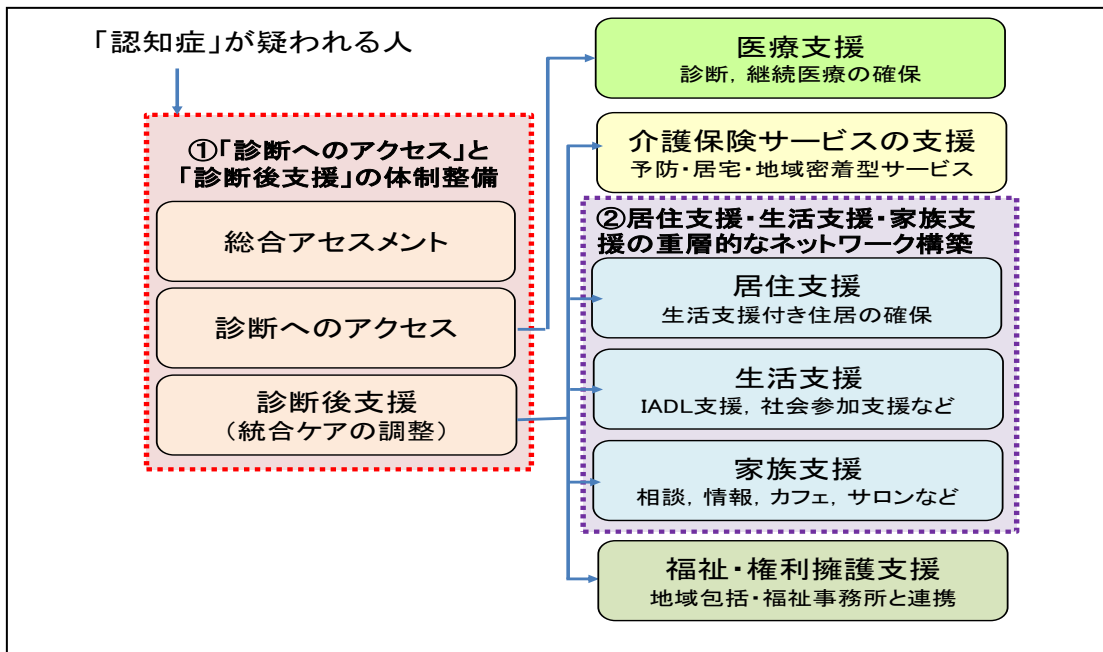 「認知症」が疑われる人
①「診断へのアクセス」と
「診断後支援」の体制整備
総合アセスメント
診断へのアクセス
診断後支援
（統合ケアの調整）
医療支援
診断，継続医療の確保
介護保険サービスの支援
予防・居宅・地域密着型サービス
②居住支援・生活支援・家族支
援の重層的なネットワーク構築
居住支援
生活支援付き住居の確保
生活支援
IADL支援，社会参加支援など
家族支援
相談，情報，カフェ，サロンなど
福祉・権利擁護支援
地域包括・福祉事務所と連携